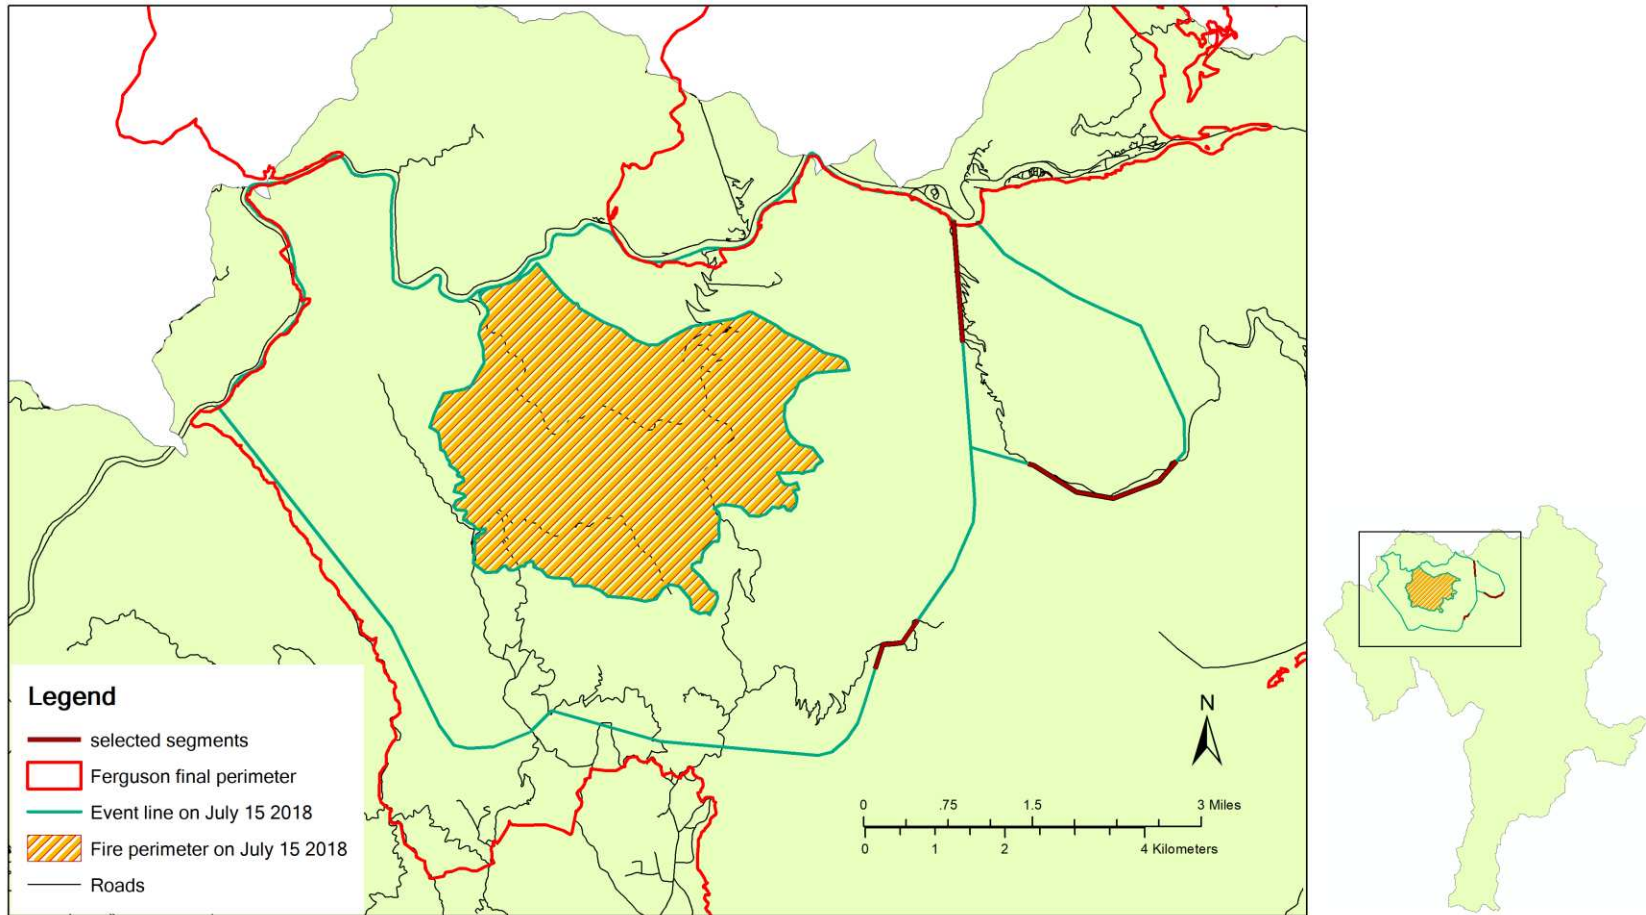 N
0 .75 1.5 3 Miles
0 1 2 4 Kilometers
Legend
selected segments
Ferguson final perimeter
Event line on July 15 2018
Fire perimeter on July 15 2018
Roads